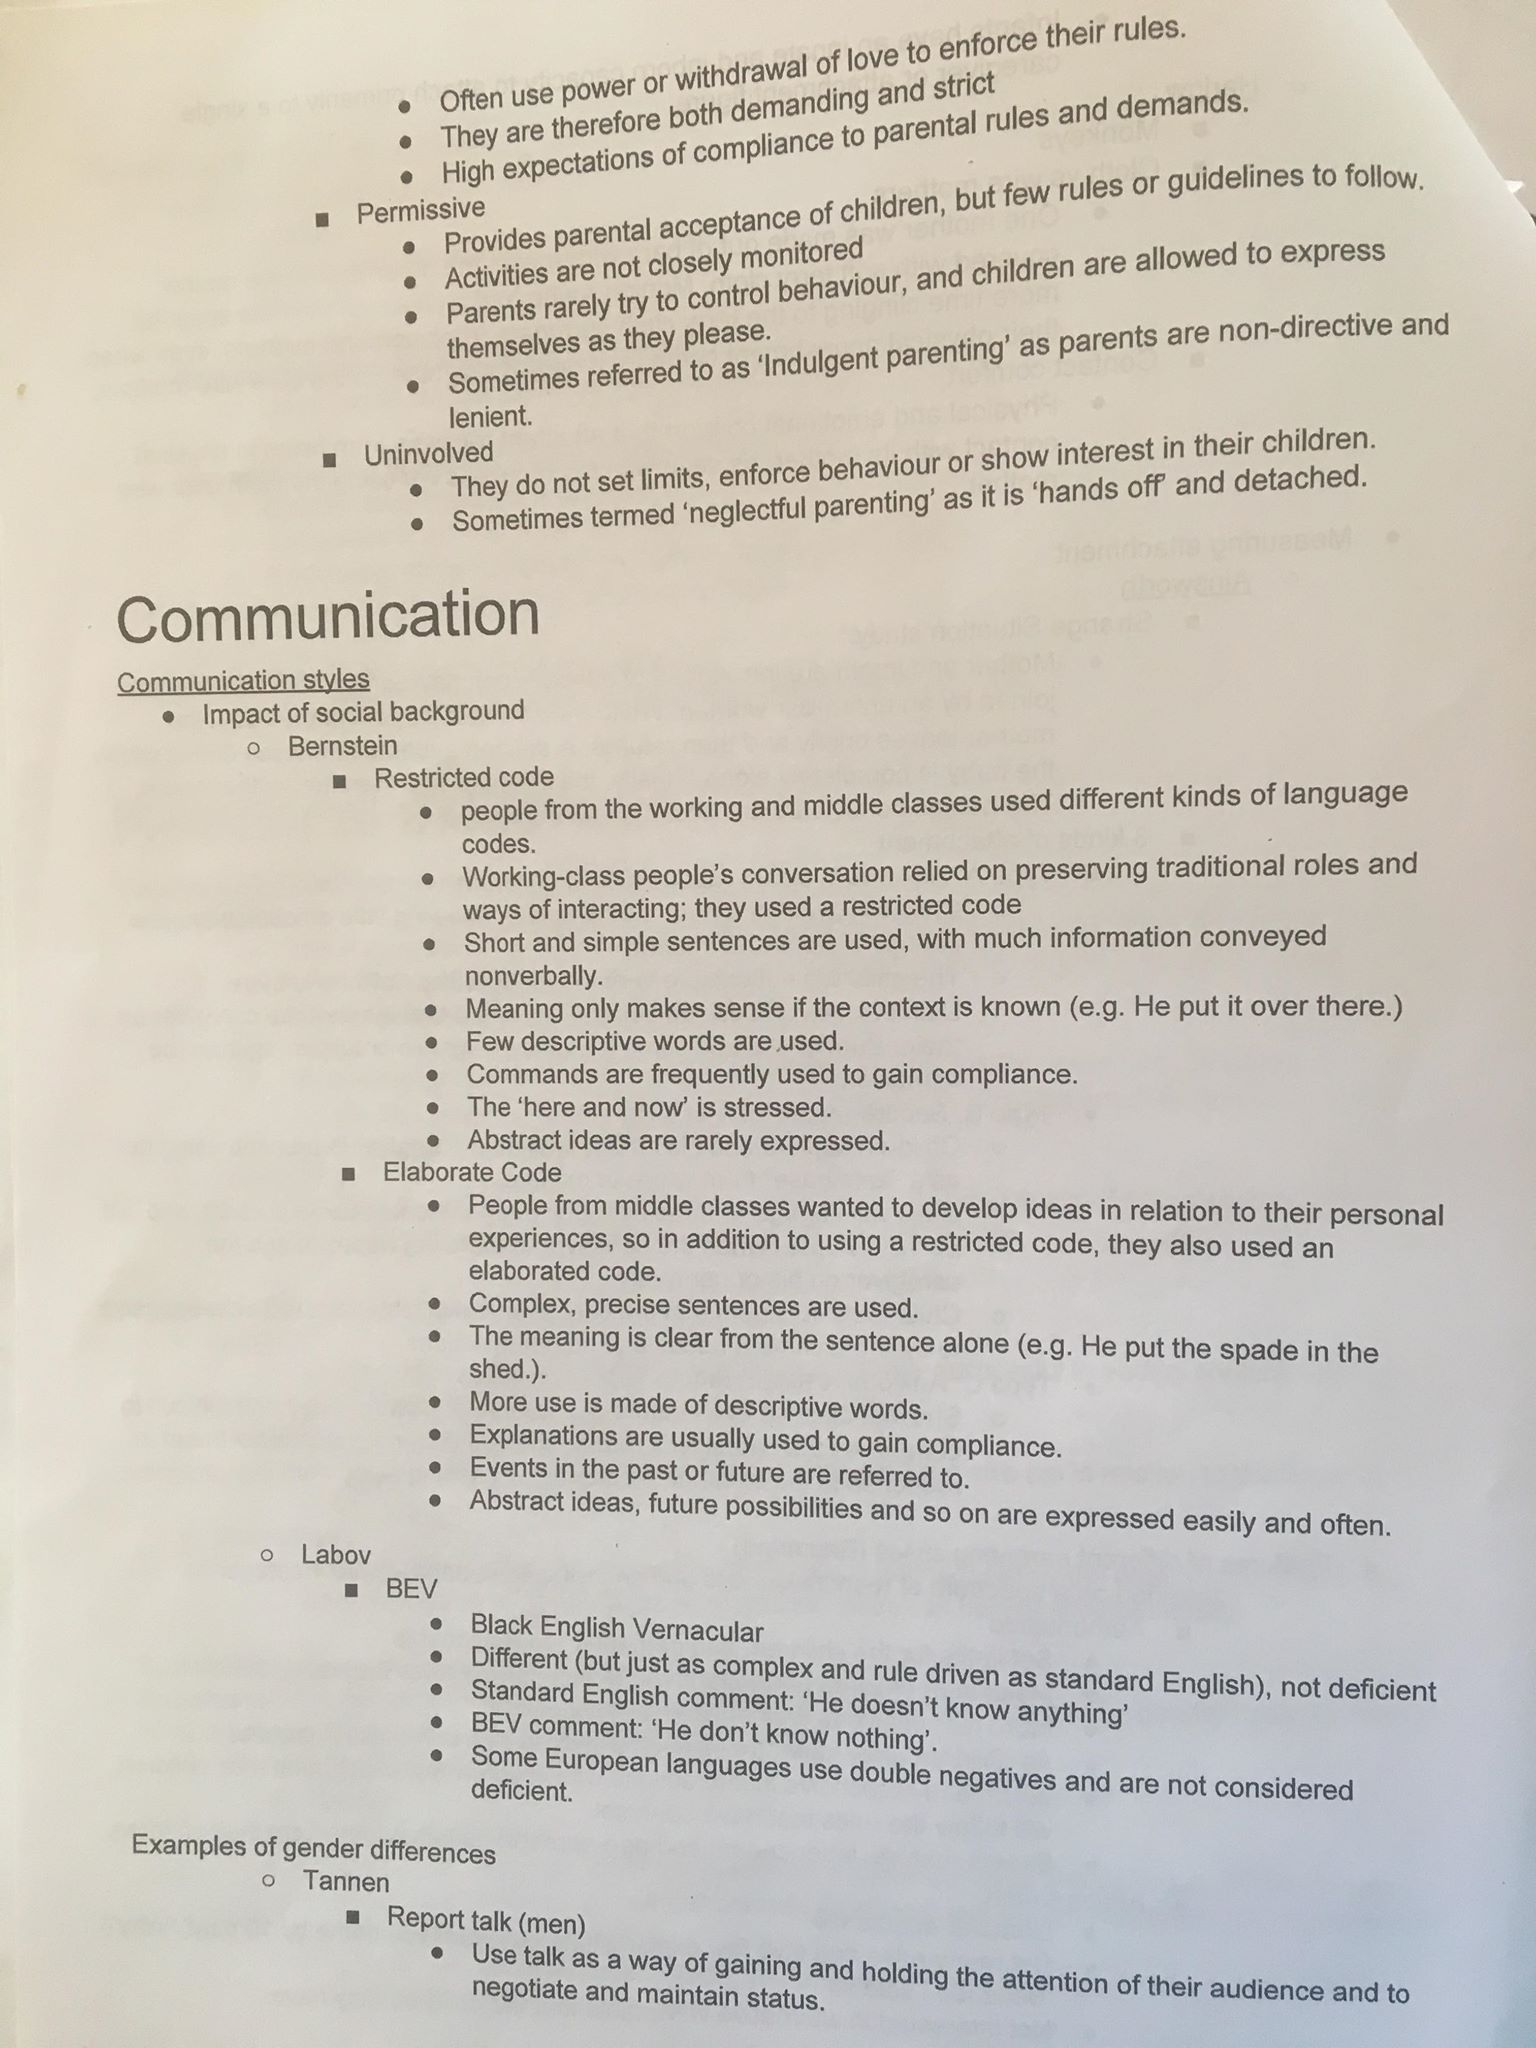 ● Often use power or withdrawal of love to enforce their rules.
● They are therefore both demanding and strict
● High expectations of compliance to parental rules and demands.
■ Permissive
● Provides parental acceptance of children, but few rules or guidelines to follow.
● Activities are not closely monitored
● Parents rarely try to control behaviour, and children are allowed to express
themselves as they please.
● Sometimes referred to as ‘Indulgent parenting’ as parents are non-directive and
lenient.
■ Uninvolved
● They do not set limits, enforce behaviour or show interest in their children.
● Sometimes termed ‘neglectful parenting’ as it is ‘hands off’ and detached.
Communication
Communication styles
● Impact of social background
○ Bernstein
■ Restricted code
● people from the working and middle classes used different kinds of language
codes.
● Working-class people’s conversation relied on preserving traditional roles and
ways of interacting; they used a restricted code
● Short and simple sentences are used, with much information conveyed
nonverbally.
● Meaning only makes sense if the context is known (e.g. He put it over there.)
● Few descriptive words are used.
● Commands are frequently used to gain compliance.
● The ‘here and now’ is stressed.
● Abstract ideas are rarely expressed.
■ Elaborate Code
● People from middle classes wanted to develop ideas in relation to their personal
experiences, so in addition to using a restricted code, they also used an
elaborated code.
● Complex, precise sentences are used.
● The meaning is clear from the sentence alone (e.g. He put the spade in the
shed.).
● More use is made of descriptive words.
● Explanations are usually used to gain compliance.
● Events in the past or future are referred to.
● Abstract ideas, future possibilities and so on are expressed easily and often.
○ Labov
■ BEV
● Black English Vernacular
● Different (but just as complex and rule driven as standard English), not deficient
● Standard English comment: ‘He doesn’t know anything’
● BEV comment: ‘He don’t know nothing’.
● Some European languages use double negatives and are not considered
deficient.
Examples of gender differences
○ Tannen
■ Report talk (men)
● Use talk as a way of gaining and holding the attention of their audience and to
negotiate and maintain status.